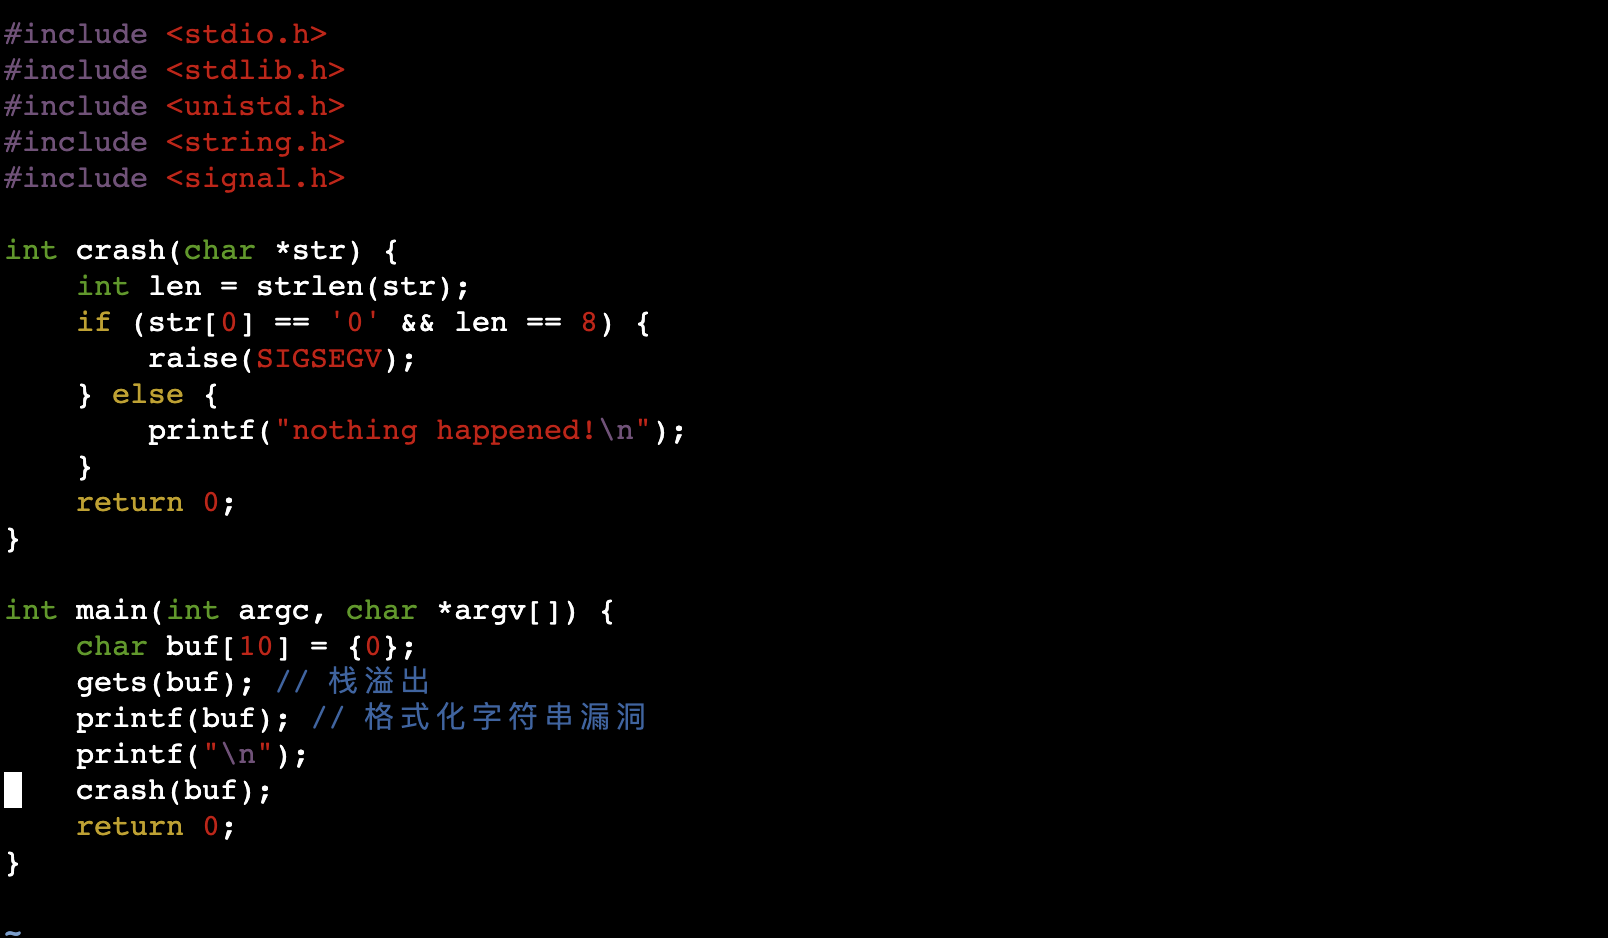 #include <stdio.h>
#include <stdlib.h>
#include <unistd.h>
#include <string.h>
#include <signal.h>

int crash(char *str) {
    int len = strlen(str);
    if (str[0] == '0' && len == 8) {
        raise(SIGSEGV);
    } else {
        printf("nothing happened!\n");
    }
    return 0;
}

int main(int argc, char *argv[]) {
    char buf[10] = {0};
    gets(buf); // 栈溢出
    printf(buf); // 格式化字符串漏洞
    printf("\n");
    crash(buf);
    return 0;
}

~